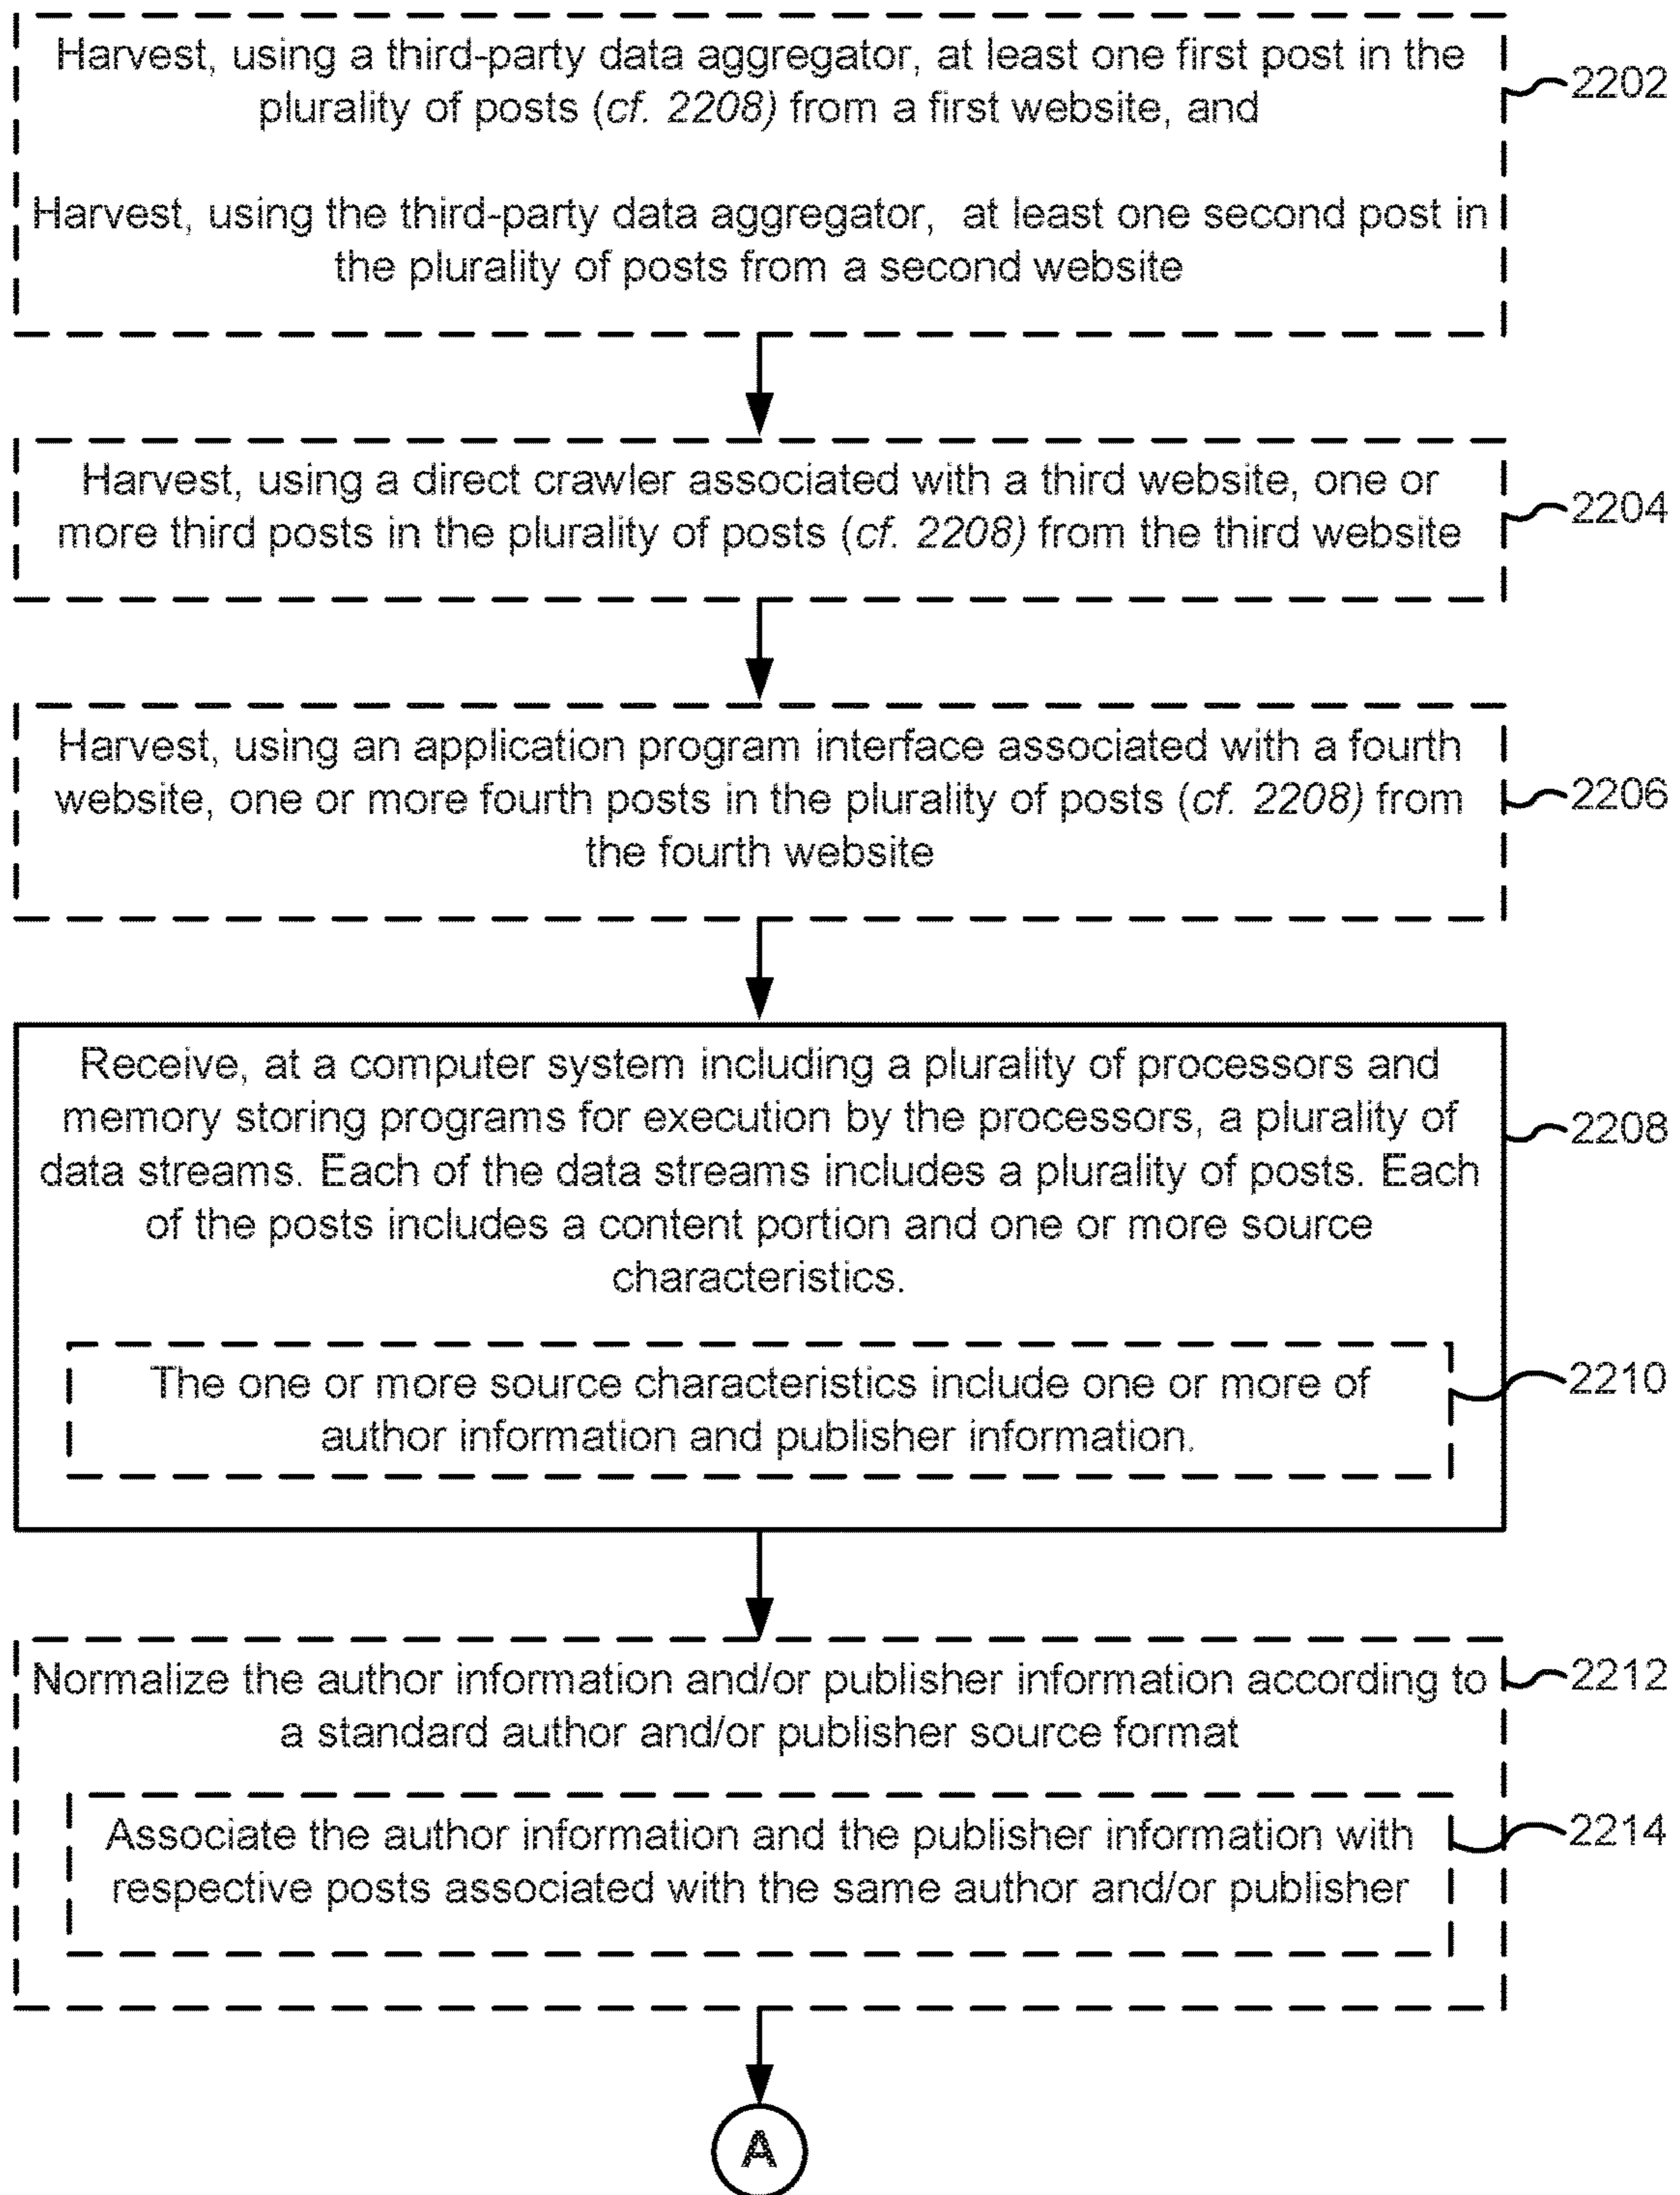 Harvest, using a third-party data aggregator, at least one first post in the
plurality of posts (cf. 2208) from a first website, and
2202
Harvest, using the third-party data aggregator, at least one second post in
the plurality of posts from a second website
Harvest, using a direct crawler associated with a third website, one or
more third posts in the plurality of posts (cf. 2208) from the third website
2204
Harvest, using an application program interface associated with a fourth
website, one or more fourth posts in the plurality of posts (cf. 2208) from
the fourth website
2206
Receive, at a computer system including a plurality of processors and
memory storing programs for execution by the processors, a plurality of
data streams. Each of the data streams includes a plurality of posts. Each
of the posts includes a content portion and one or more source
characteristics.
2208
The one or more source characteristics include one or more of
author information and publisher information.
2210
Normalize the author information and/or publisher information according to
a standard author and/or publisher source format
2212
Associate the author information and the publisher information with
respective posts associated with the same author and/or publisher
2214
A